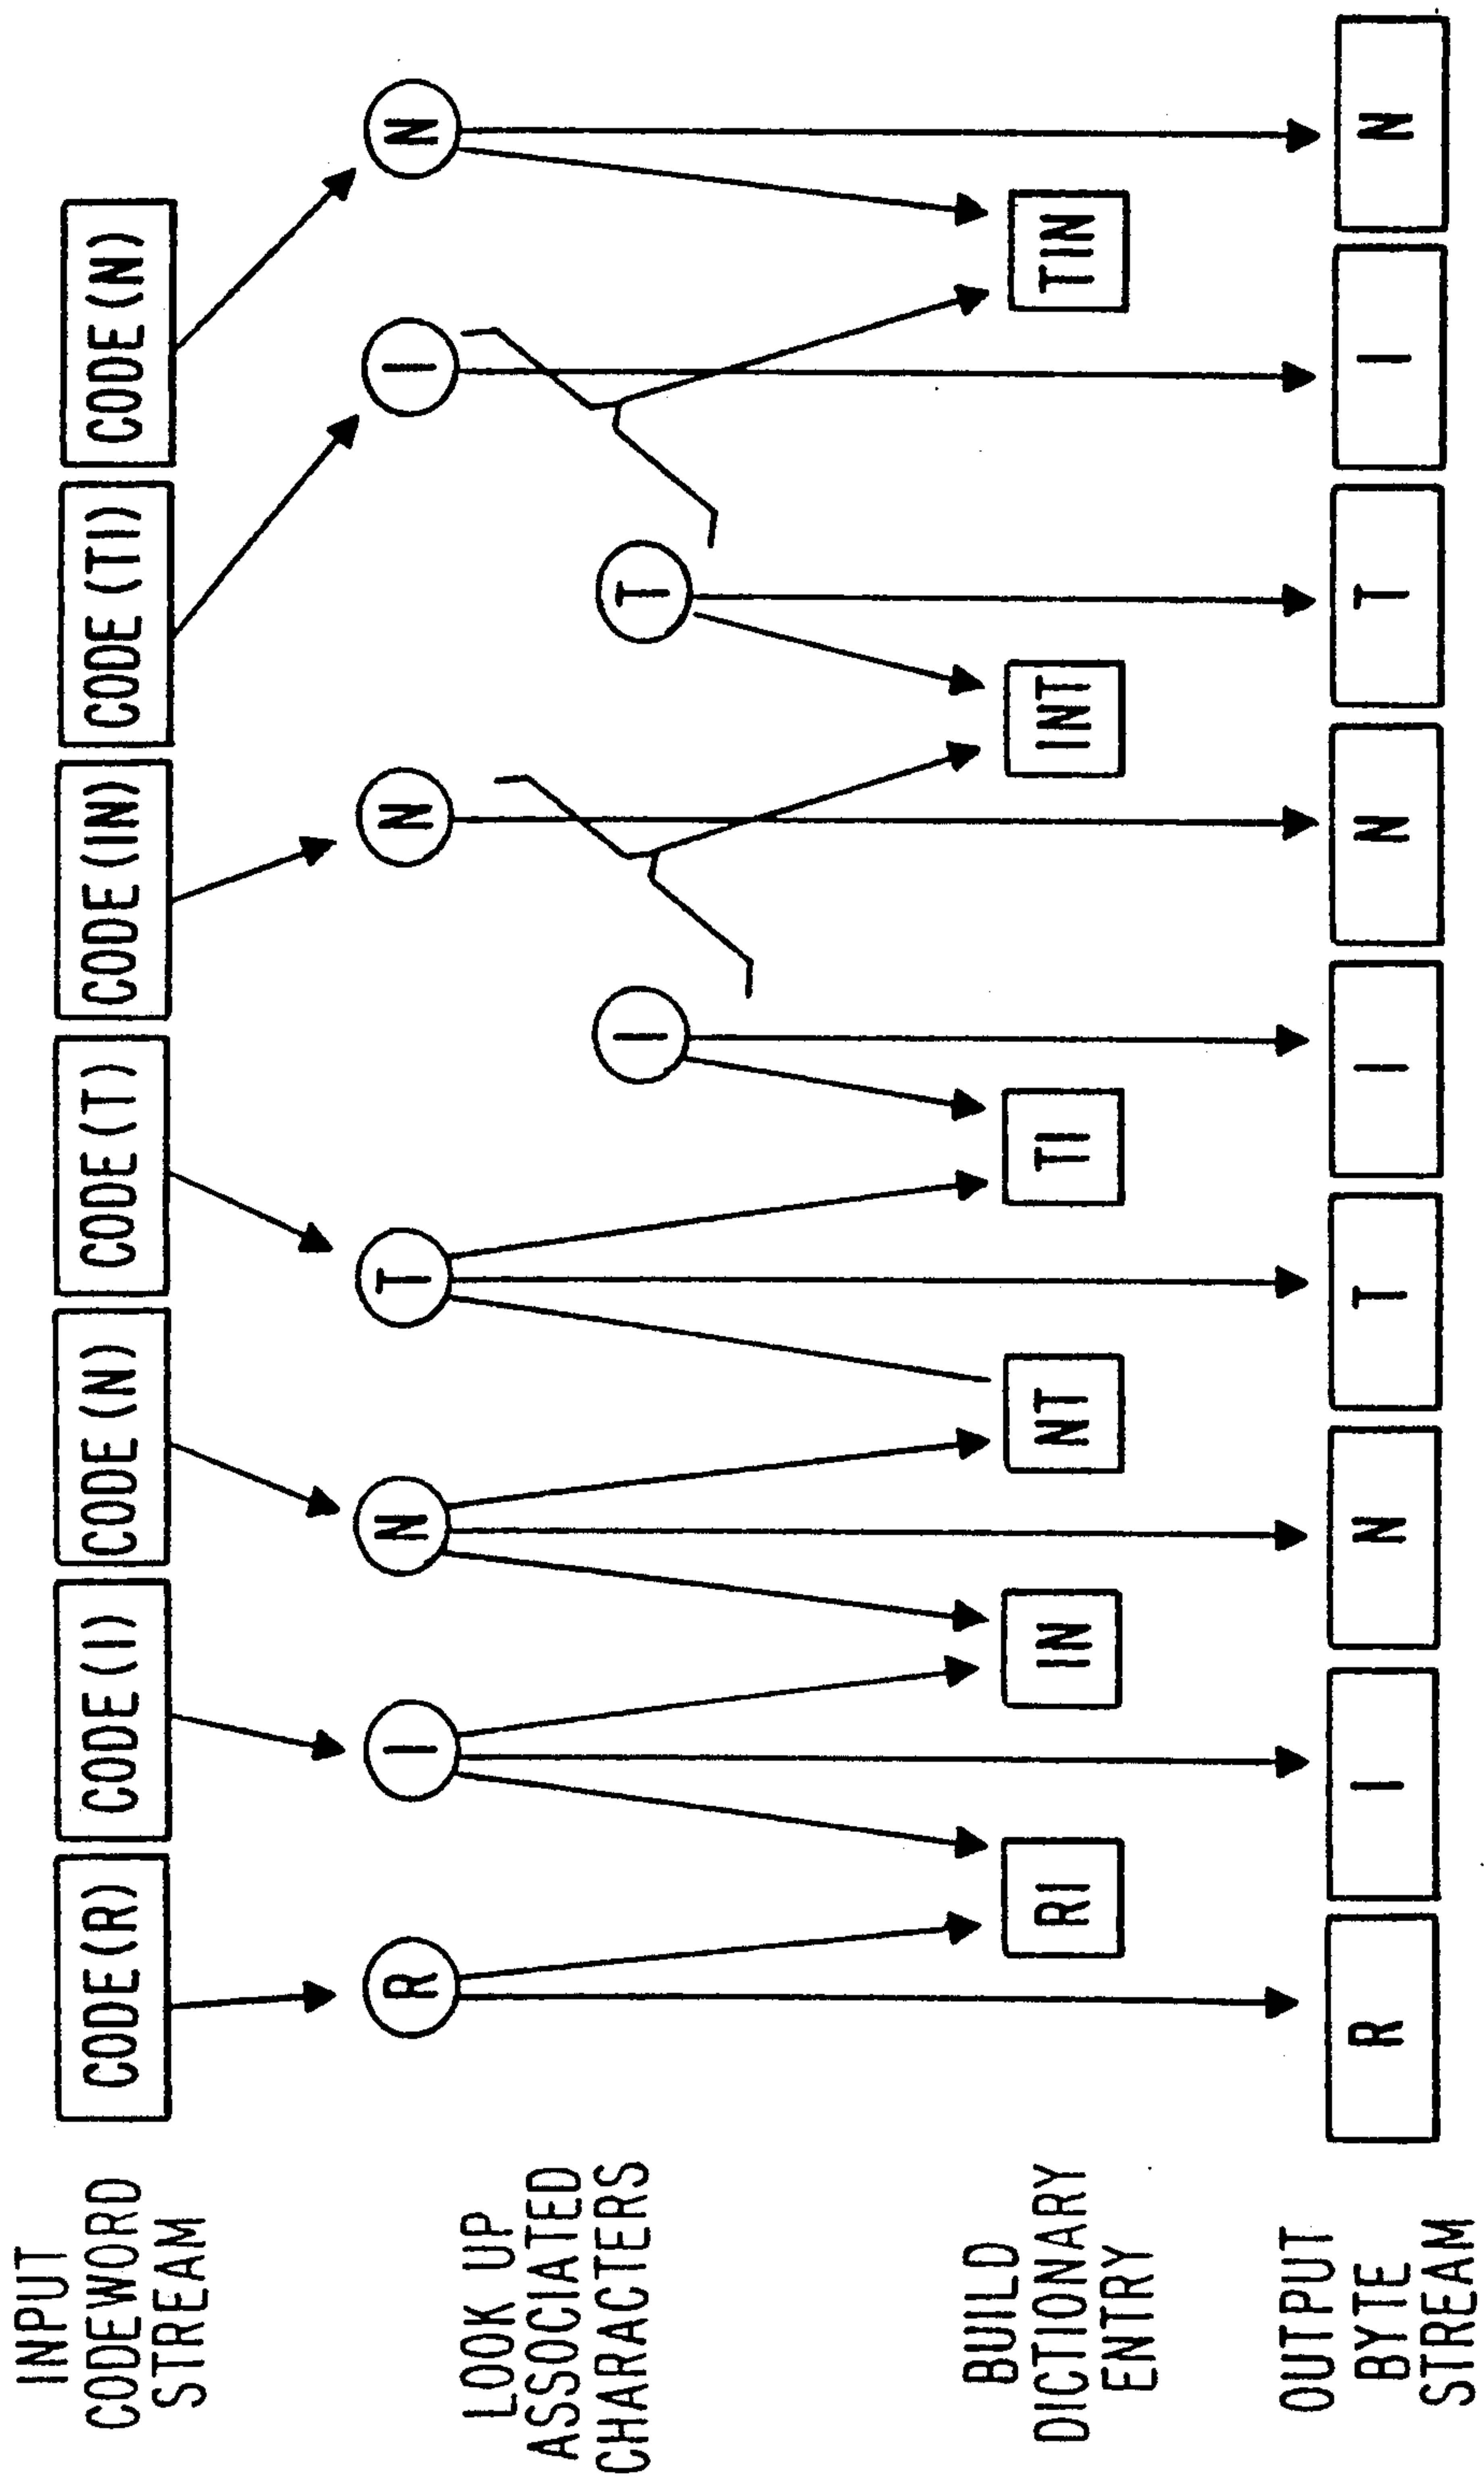 INPUT
CODEWORD
STREAM
CODE(R)
CODE(I)
CODE(N)
CODE(T)
CODE(IN)
CODE(TI)
CODE(N)
LOOK UP
ASSOCIATED
CHARACTERS
R
I
N
T
I
N
T
I
N
BUILD
DICTIONARY
ENTRY
RI
IN
NT
TI
INT
TIN
OUTPUT
BYTE
STREAM
R
I
N
T
I
N
T
I
N